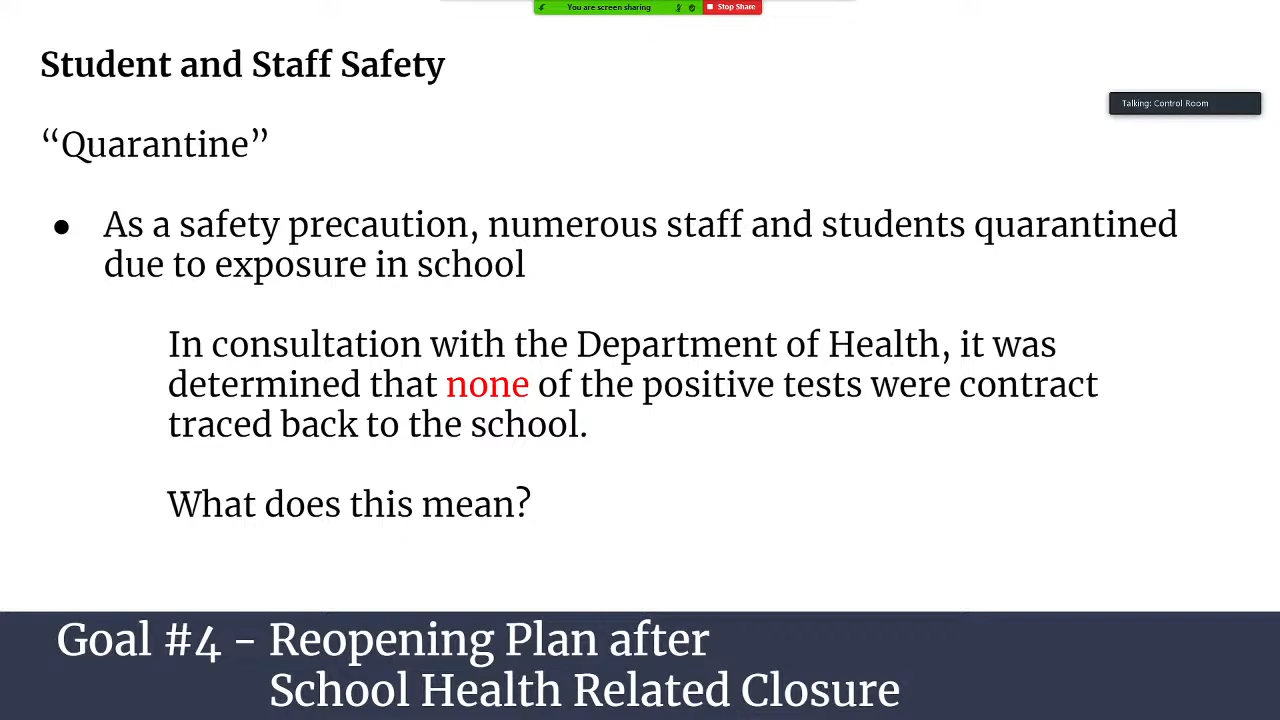 You are screen sharing
Stop Share
Student and Staff Safety
Talking: Control Room
“Quarantine”
● As a safety precaution, numerous staff and students quarantined
due to exposure in school
In consultation with the Department of Health, it was
determined that none of the positive tests were contract
traced back to the school.
What does this mean?
Goal #4 - Reopening Plan after
School Health Related Closure